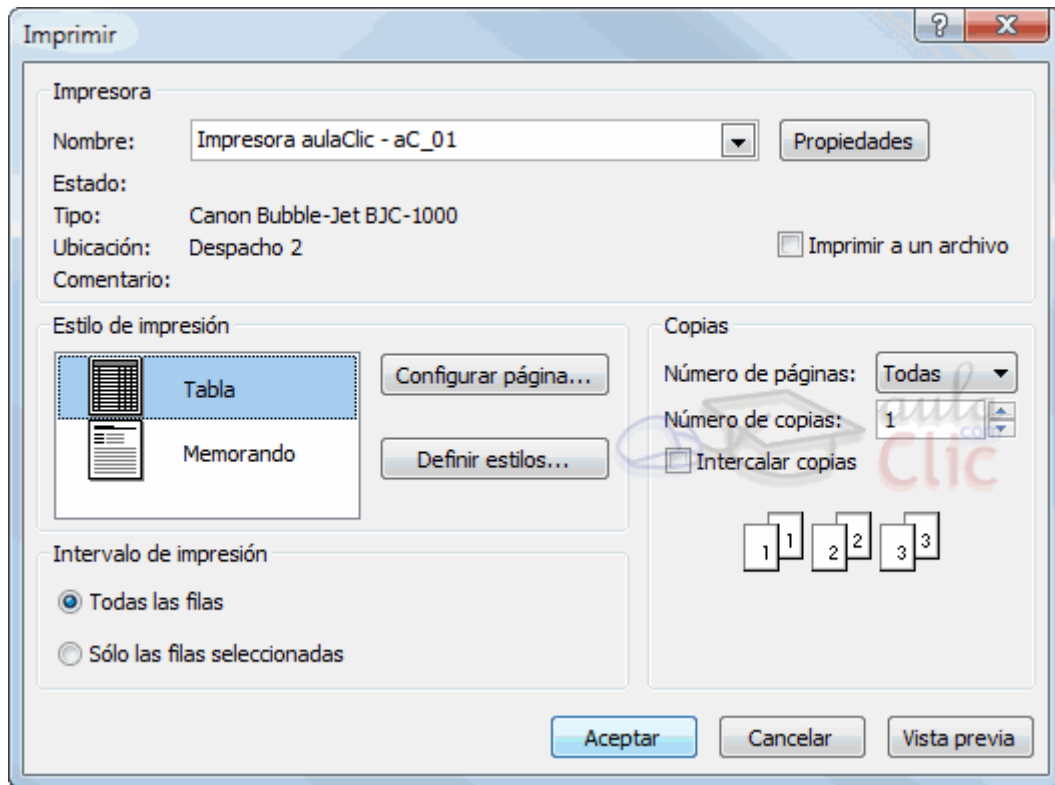 Imprimir
Impresora
Nombre: Impresora aulaClic - aC_01 Propiedades
Estado:
Tipo: Canon Bubble-Jet BJC-1000
Ubicación: Despacho 2 Imprimir a un archivo
Comentario:
Estilo de impresión
Tabla
Memorando
Configurar página...
Definir estilos...
Copias
Número de páginas: Todas
Número de copias: 1
Intercalar copias
aula
Clic
com
1 1 2 2 3 3
Intervalo de impresión
Todas las filas
Sólo las filas seleccionadas
Aceptar Cancelar Vista previa